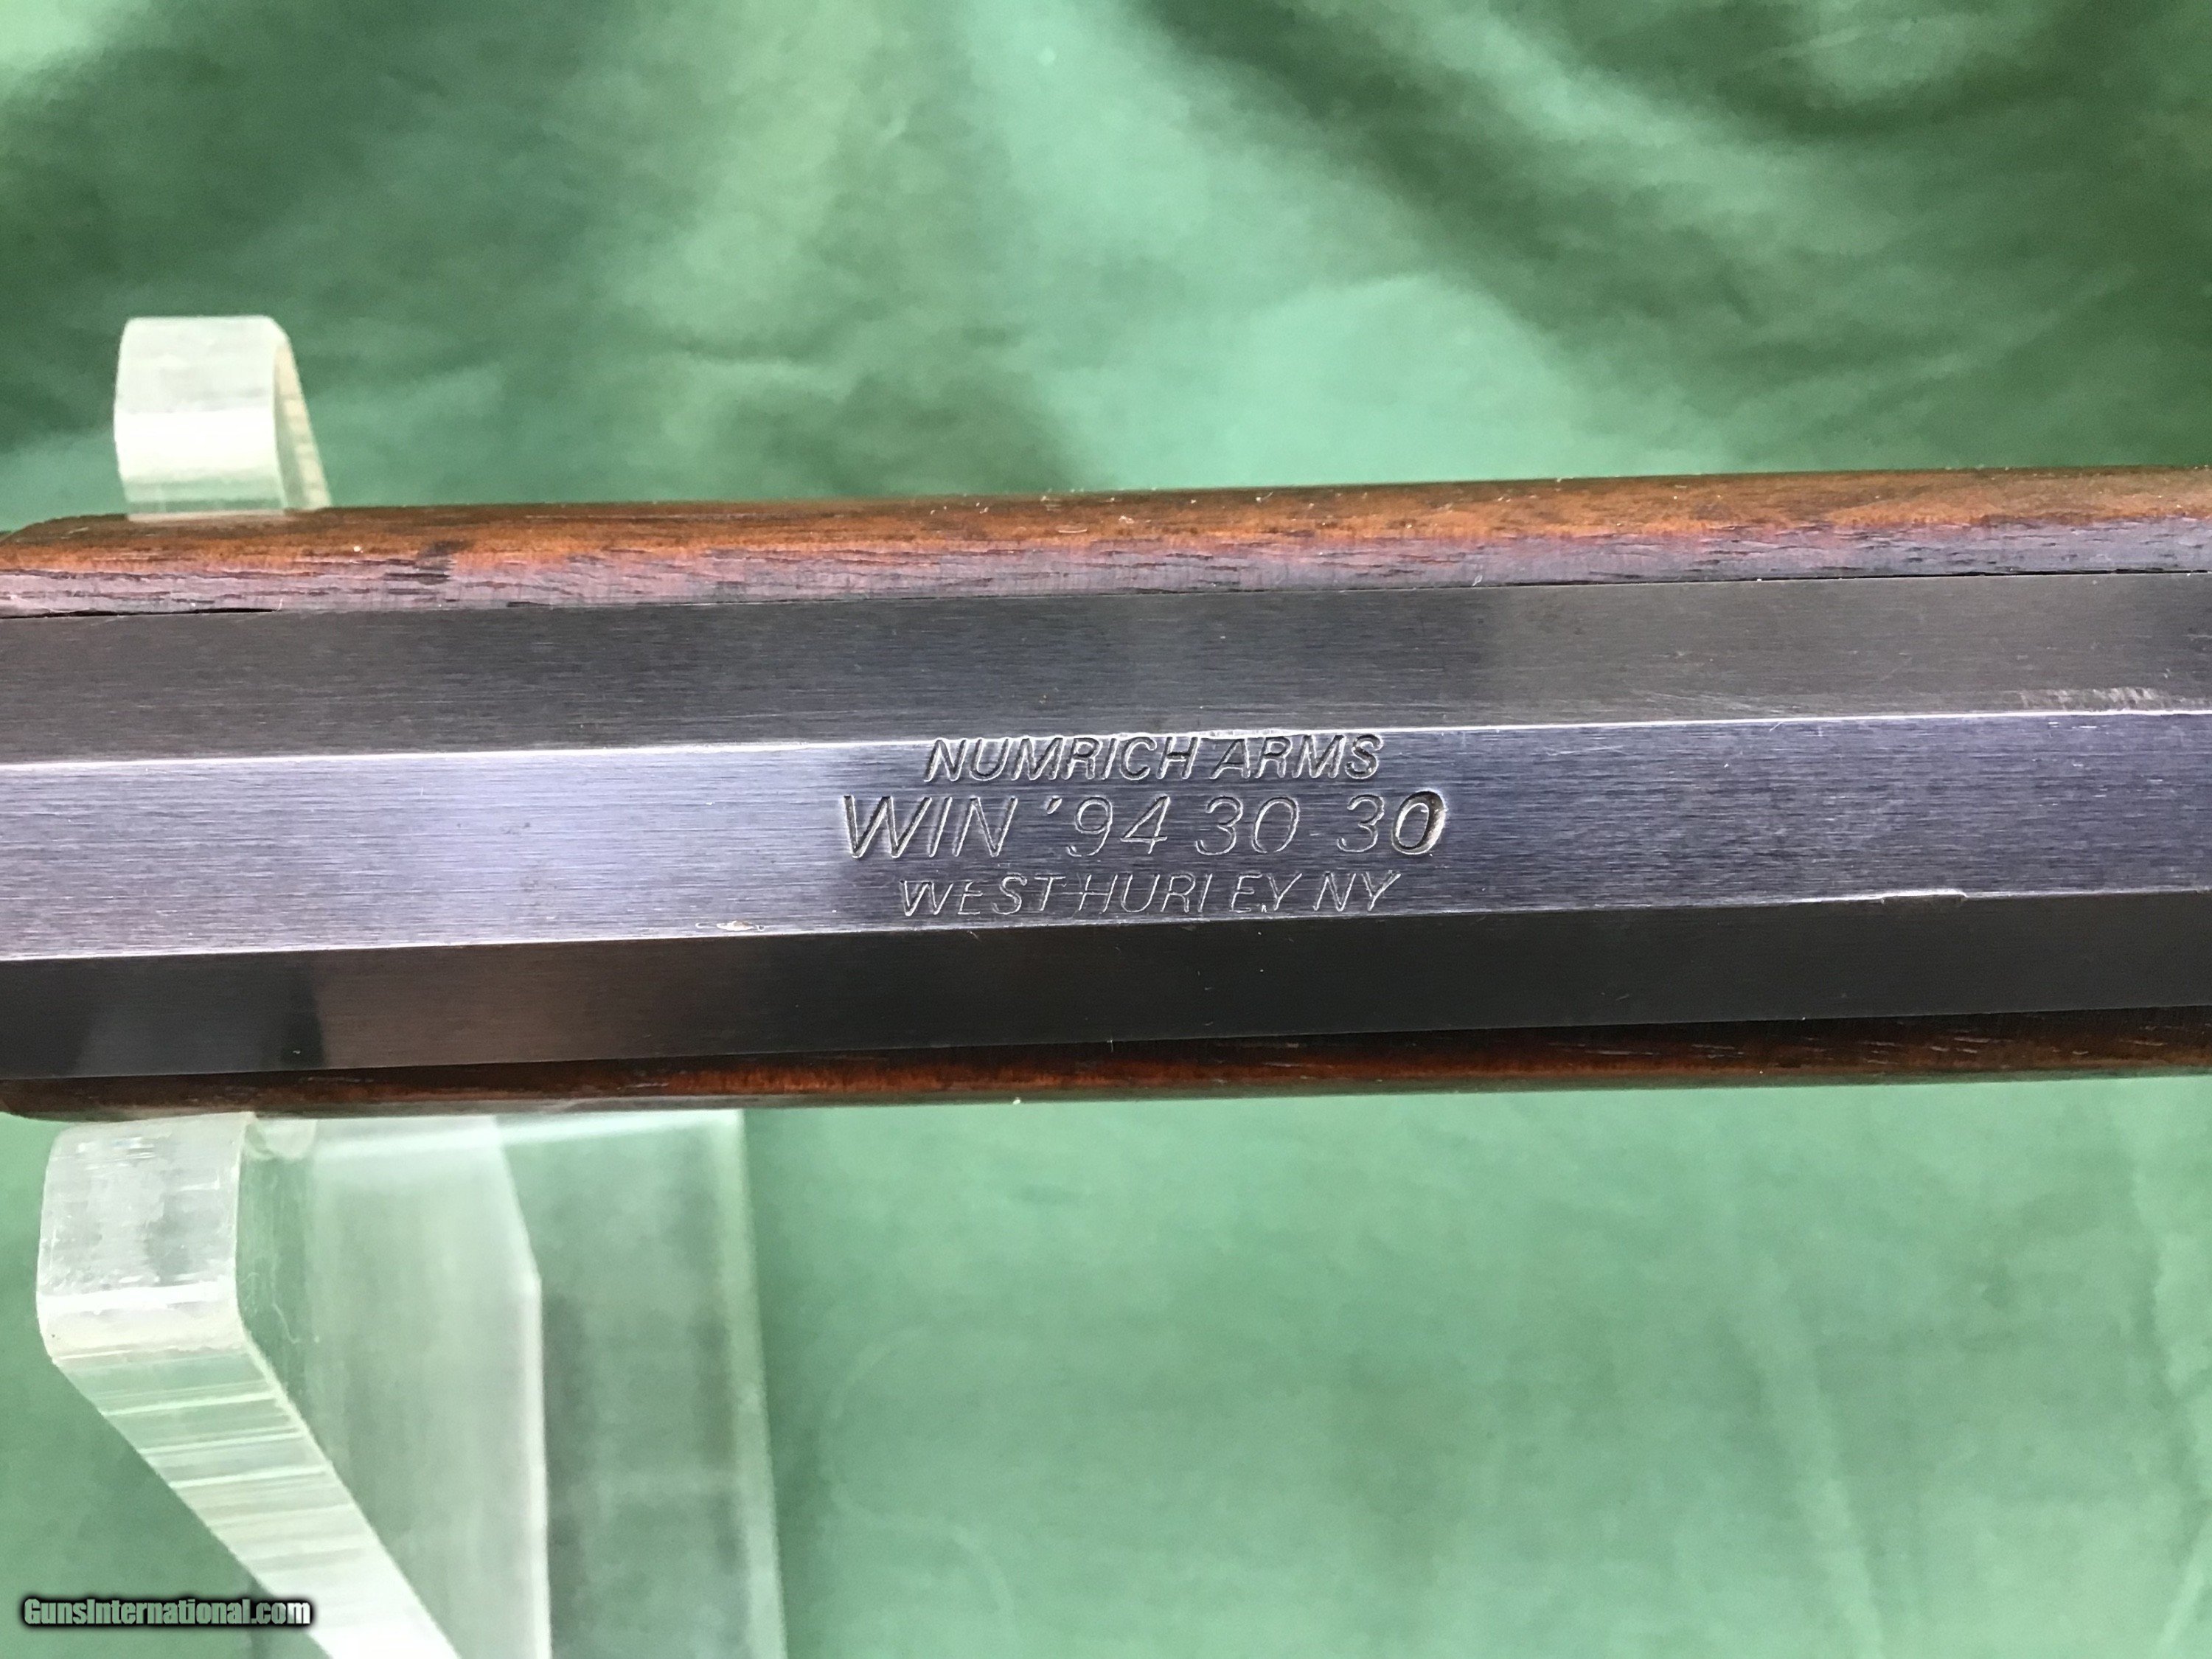 NUMRICH ARMS
WIN '94 30 30
WEST HURLEY NY
GunsInternational.com